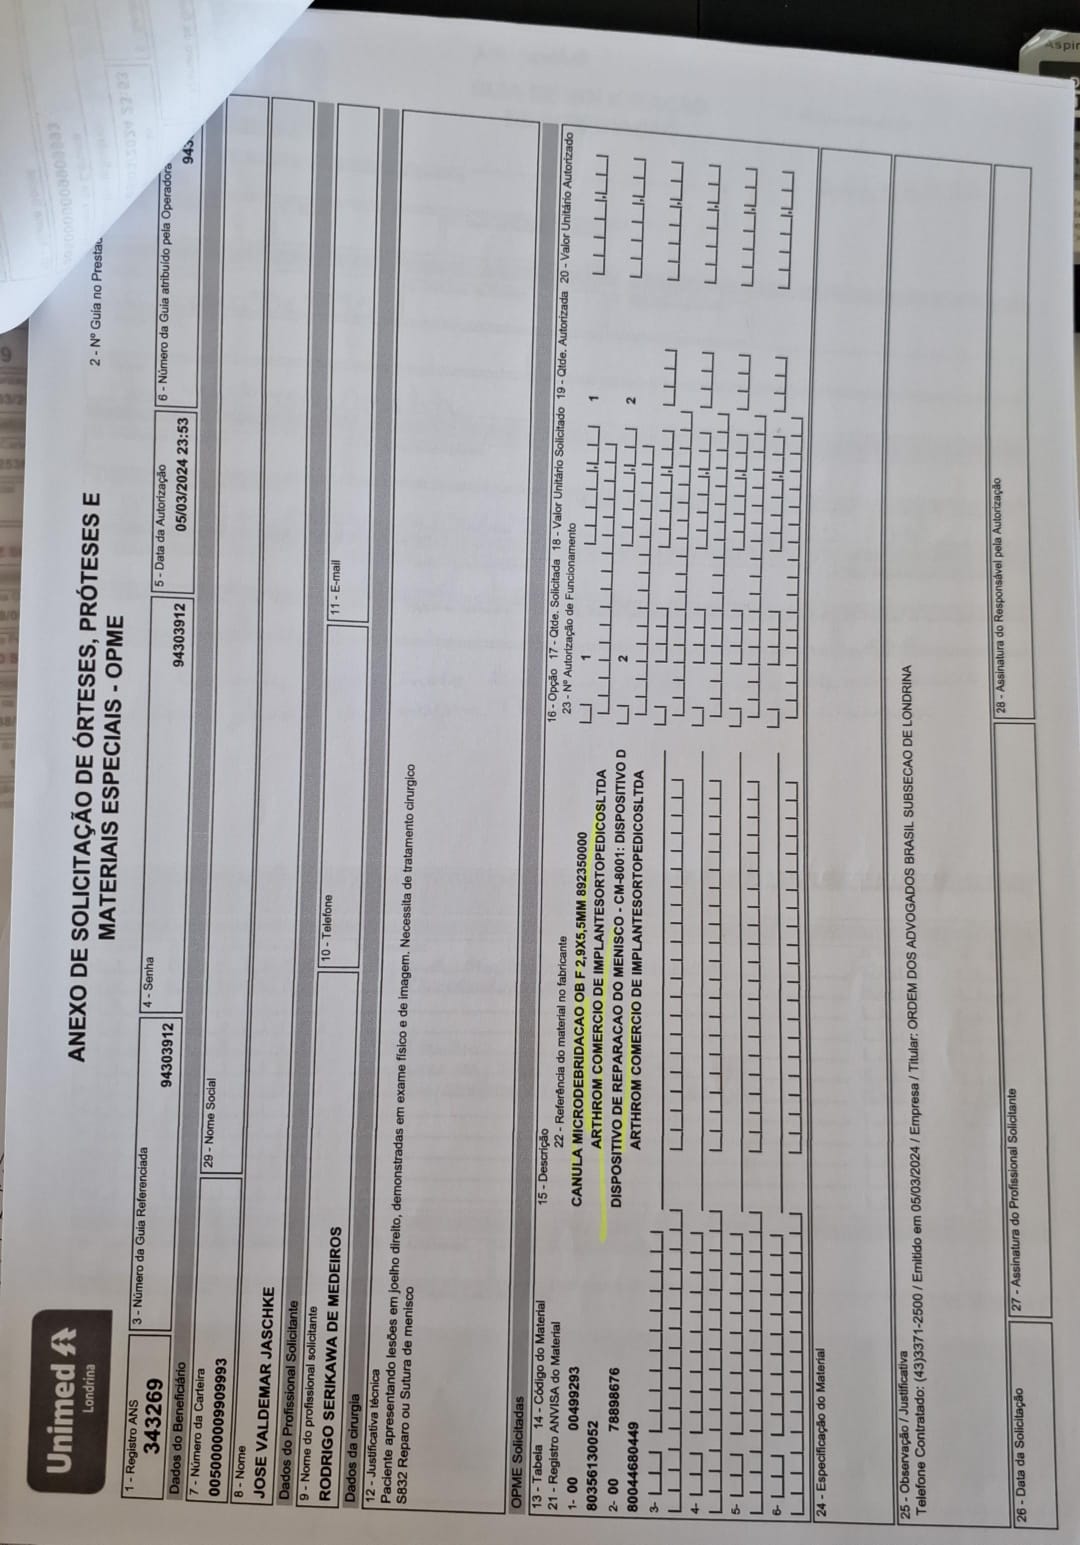 Unimed
Londrina
ANEXO DE SOLICITAÇÃO DE ÓRTESES, PRÓTESES E
MATERIAIS ESPECIAIS - OPME
2 - Nº Guia no
1 - Registro ANS
343269
3 - Número da Guia Referenciada
94303912
4 - Senha
94303912
5 - Data da Autorização
05/03/2024 23:53
6 - Número da Guia atribuído pela Operadora
Dados do Beneficiário
7 - Número da Carteira
00500000009909993
29 - Nome Social
8 - Nome
JOSE VALDEMAR JASCHKE
Dados do Profissional Solicitante
9 - Nome do profissional solicitante
RODRIGO SERIKAWA DE MEDEIROS
10 - Telefone
11 - E-mail
Dados da cirurgia
12 - Justificativa técnica
Paciente apresentando lesões em joelho direito, demonstradas em exame físico e de imagem. Necessita de tratamento cirurgico
S832 Reparo ou Sutura de menisco
OPME Solicitadas
13 - Tabela 14 - Código do Material 15 - Descrição 16 - Opção 17 - Qtde. Solicitada 18 - Valor Unitário Solicitado 19 - Qtde. Autorizada 20 - Valor Unitário Autorizado
21 - Registro ANVISA do Material 22 - Referência do material no fabricante 23 - Nº Autorização de Funcionamento
1- 00 00499293 CANULA MICRODEBRIDACAO OB F 2,9X5,5MM 892350000 1 1
80356130052 ARTHROM COMERCIO DE IMPLANTESORTOPEDICOSLTDA
2- 00 78898676 DISPOSITIVO DE REPARACAO DO MENISCO - CM-8001: DISPOSITIVO D 2 2
80044680449 ARTHROM COMERCIO DE IMPLANTESORTOPEDICOSLTDA
3-
4-
5-
6-
24 - Especificação do Material
25 - Observação / Justificativa
Telefone Contratado: (43)3371-2500 / Emitido em 05/03/2024 / Empresa / Titular: ORDEM DOS ADVOGADOS BRASIL SUBSECAO DE LONDRINA
26 - Data da Solicitação
27 - Assinatura do Profissional Solicitante
28 - Assinatura do Responsável pela Autorização